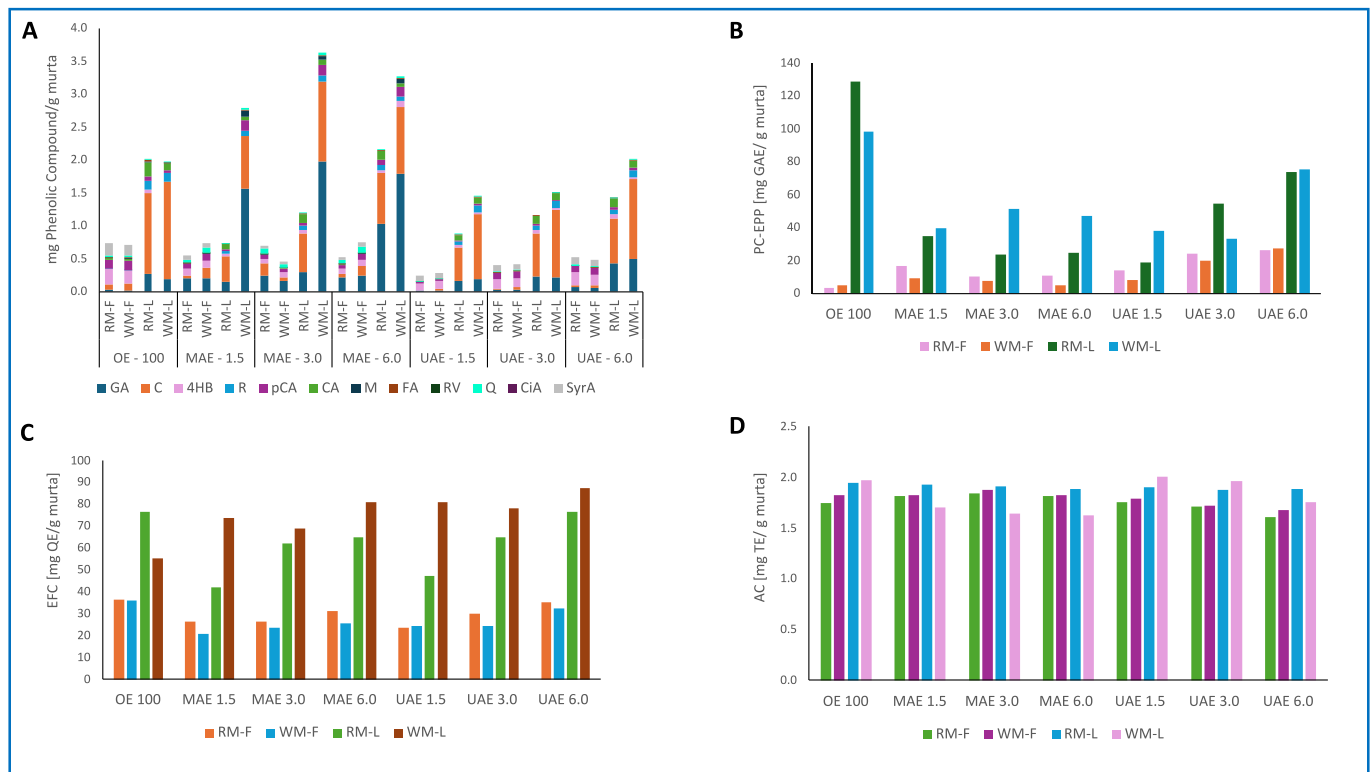 A
mg Phenolic Compound/g murta
4.0
3.5
3.0
2.5
2.0
1.5
1.0
0.5
0.0
RM-F WM-F RM-L WM-L RM-F WM-F RM-L WM-L RM-F WM-F RM-L WM-L RM-F WM-F RM-L WM-L RM-F WM-F RM-L WM-L RM-F WM-F RM-L WM-L RM-F WM-F RM-L WM-L
OE - 100 MAE - 1.5 MAE - 3.0 MAE - 6.0 UAE - 1.5 UAE - 3.0 UAE - 6.0
GA C 4HB R pCA CA M FA RV Q CiA SyrA
B
PC-EPP [mg GAE/ g murta]
140
120
100
80
60
40
20
0
OE 100 MAE 1.5 MAE 3.0 MAE 6.0 UAE 1.5 UAE 3.0 UAE 6.0
RM-F WM-F RM-L WM-L
C
EFC [mg QE/g murta]
100
90
80
70
60
50
40
30
20
10
0
OE 100 MAE 1.5 MAE 3.0 MAE 6.0 UAE 1.5 UAE 3.0 UAE 6.0
RM-F WM-F RM-L WM-L
D
AC [mg TE/ g murta]
2.5
2.0
1.5
1.0
0.5
0.0
OE 100 MAE 1.5 MAE 3.0 MAE 6.0 UAE 1.5 UAE 3.0 UAE 6.0
RM-F WM-F RM-L WM-L